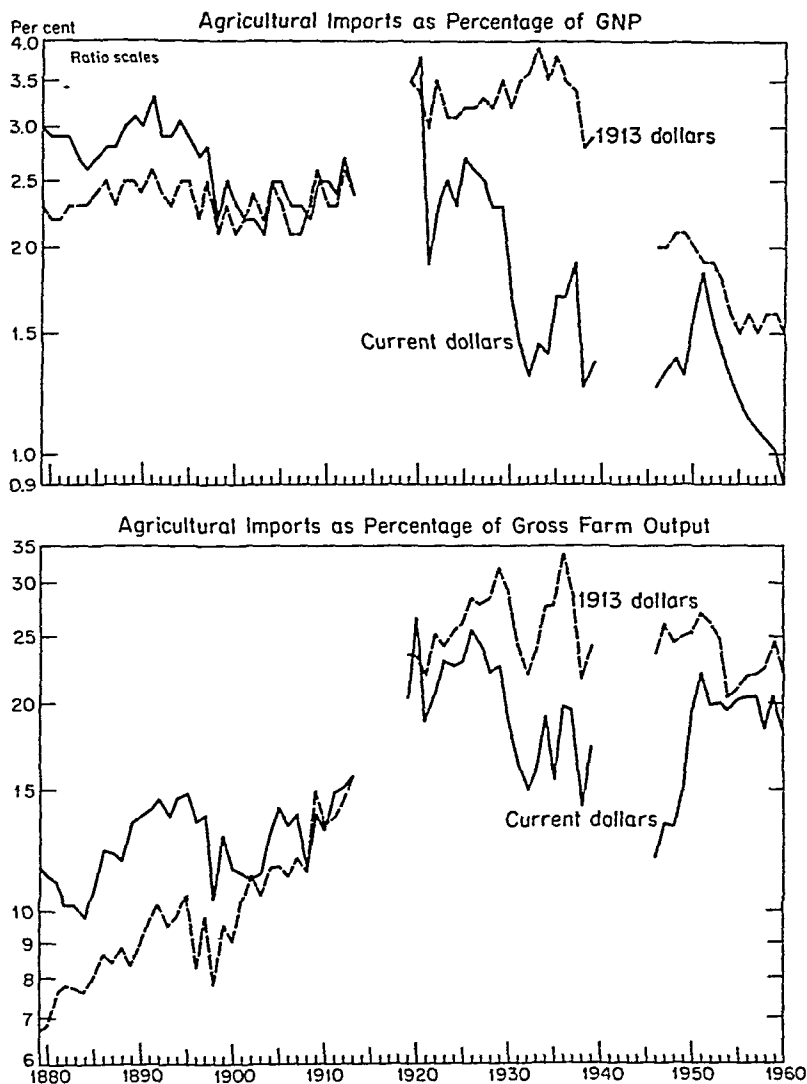 Agricultural Imports as Percentage of GNP
Per cent
4.0
Ratio scales
3.5
3.0
1913 dollars
2.5
2.0
Current dollars
1.5
1.0
0.9
Agricultural Imports as Percentage of Gross Farm Output
35
30
1913 dollars
25
20
15
Current dollars
10
9
8
7
6
1880 1890 1900 1910 1920 1930 1940 1950 1960